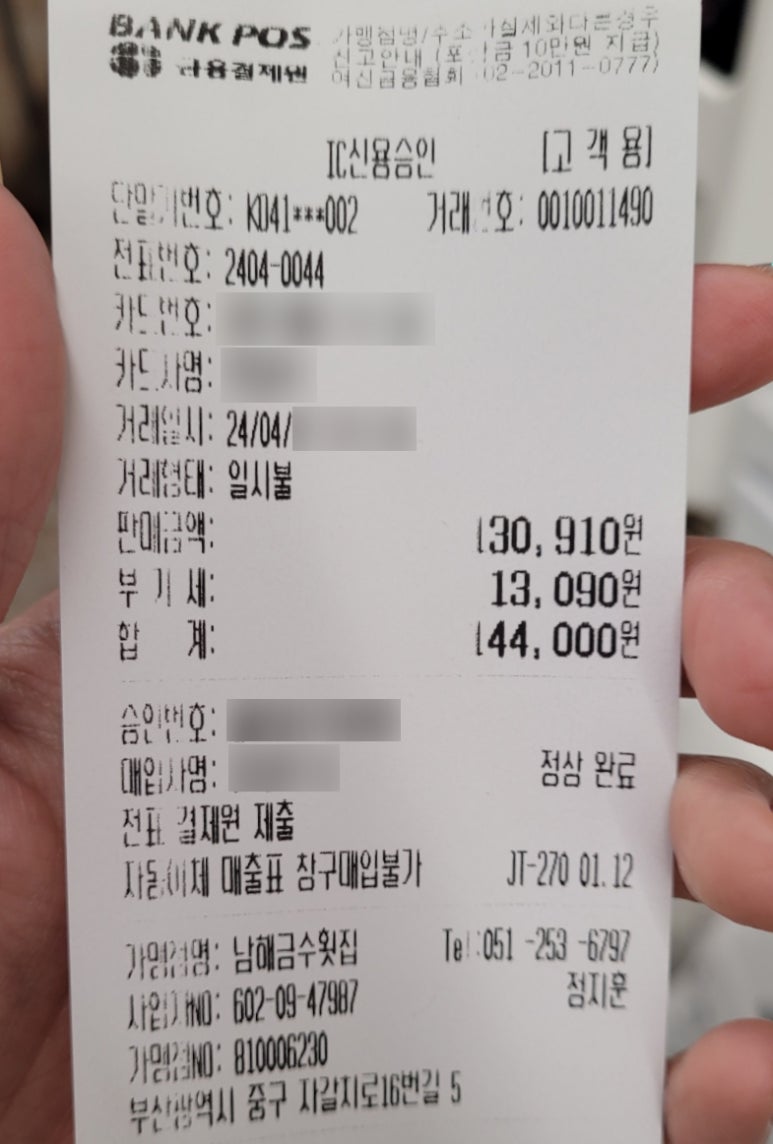 BANK POS
금융결제원
가맹점명/주소가 실제와 다른경우
신고안내 (포상금 10만원 지급)
여신금융협회 (02-2011-0777)
IC신용승인 [고 객 용]
단말기번호: KD41***002 거래번호: 0010011490
전표번호: 2404-0044
카드번호:
카드사명:
거래일시: 24/04/
거래형태: 일시불
판매금액: 130,910원
부 가 세: 13,090원
합 계: 144,000원
승인번호:
매입사명: 정상 완료
전표 결제원 제출
자동이체 매출표 창구매입불가 JT-270 01.12
가맹점명: 남해금수횟집 Tel:051 -253 -6797
사업자NO: 602-09-47987 정지훈
가맹점NO: 810006230
부산광역시 중구 자갈치로16번길 5